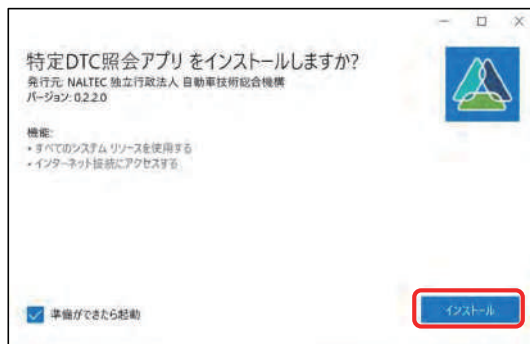 特定DTC照会アプリ をインストールしますか?
発行元: NALTEC 独立行政法人 自動車技術総合機構
バージョン: 0.2.2.0
機能:
• すべてのシステム リソースを使用する
• インターネット接続にアクセスする
準備ができたら起動
インストール